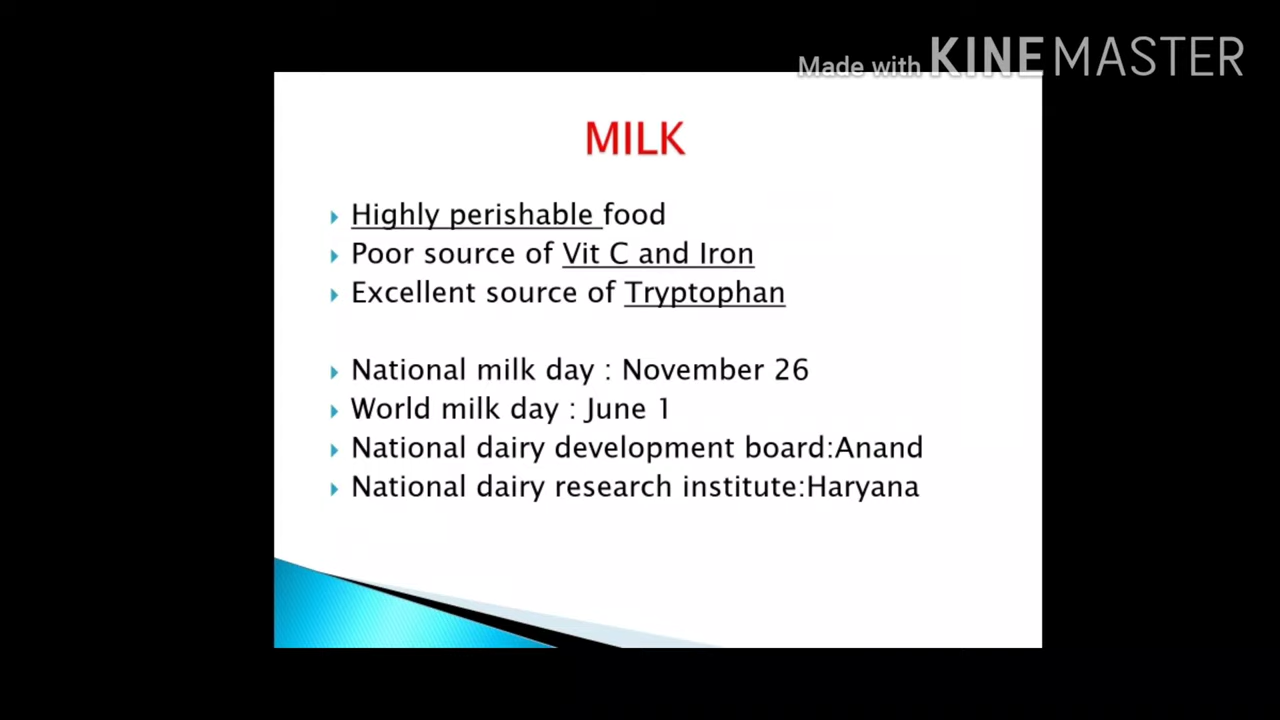 Made with KINEMASTER
MILK
Highly perishable food
Poor source of Vit C and Iron
Excellent source of Tryptophan
National milk day : November 26
World milk day : June 1
National dairy development board:Anand
National dairy research institute:Haryana